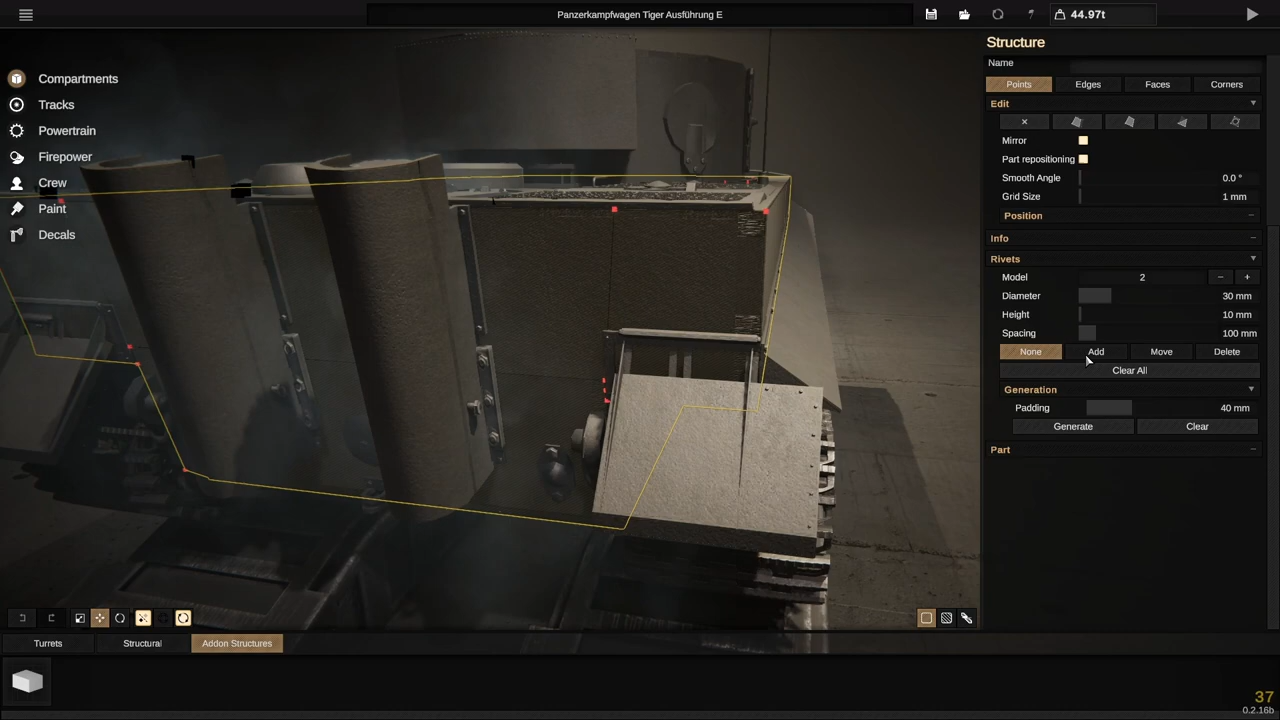 Panzerkampfwagen Tiger Ausführung E
44.97t
Compartments
Tracks
Powertrain
Firepower
Crew
Paint
Decals
Structure
Name
Points
Edges
Faces
Corners
Edit
Mirror
Part repositioning
Smooth Angle
0.0 °
Grid Size
1 mm
Position
Info
Rivets
Model
2
Diameter
30 mm
Height
10 mm
Spacing
100 mm
None
Add
Move
Delete
Clear All
Generation
Padding
40 mm
Generate
Clear
Part
Turrets
Structural
Addon Structures
37
0.2.16b